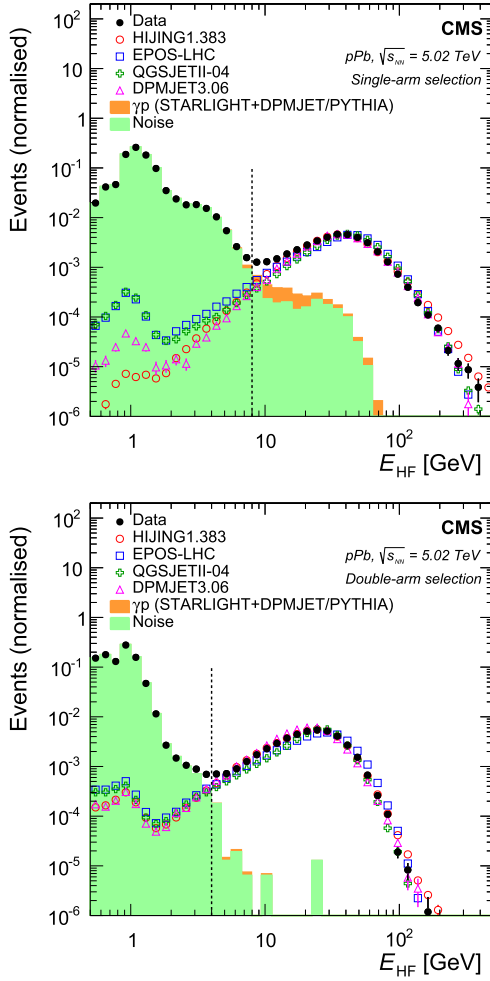 10²
10
1
10⁻¹
10⁻²
10⁻³
10⁻⁴
10⁻⁵
10⁻⁶
Events (normalised)
Data
HIJING1.383
EPOS-LHC
QGSJETII-04
DPMJET3.06
γp (STARLIGHT+DPMJET/PYTHIA)
Noise
CMS
pPb, √s_NN = 5.02 TeV
Single-arm selection
1 10 10²
E_HF [GeV]
10²
10
1
10⁻¹
10⁻²
10⁻³
10⁻⁴
10⁻⁵
10⁻⁶
Events (normalised)
Data
HIJING1.383
EPOS-LHC
QGSJETII-04
DPMJET3.06
γp (STARLIGHT+DPMJET/PYTHIA)
Noise
CMS
pPb, √s_NN = 5.02 TeV
Double-arm selection
1 10 10²
E_HF [GeV]